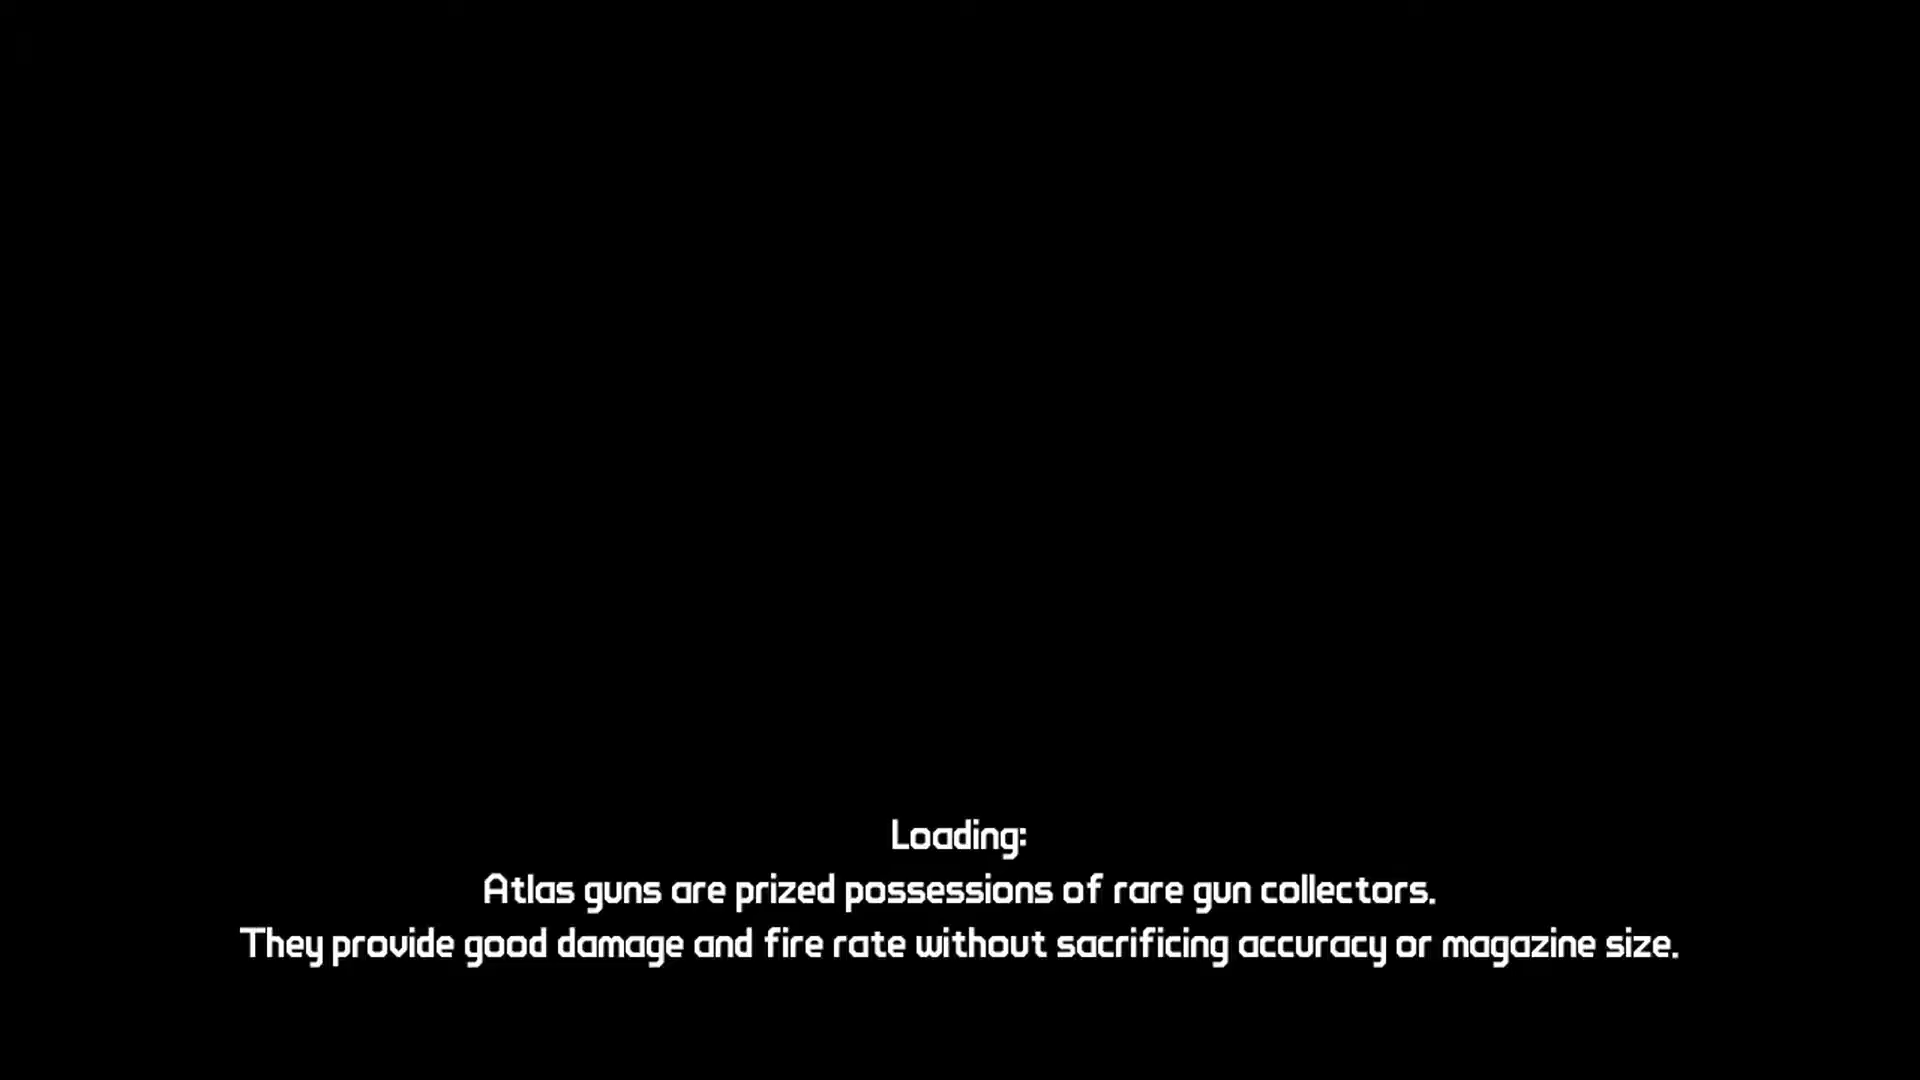 Loading:
Atlas guns are prized possessions of rare gun collectors.
They provide good damage and fire rate without sacrificing accuracy or magazine size.